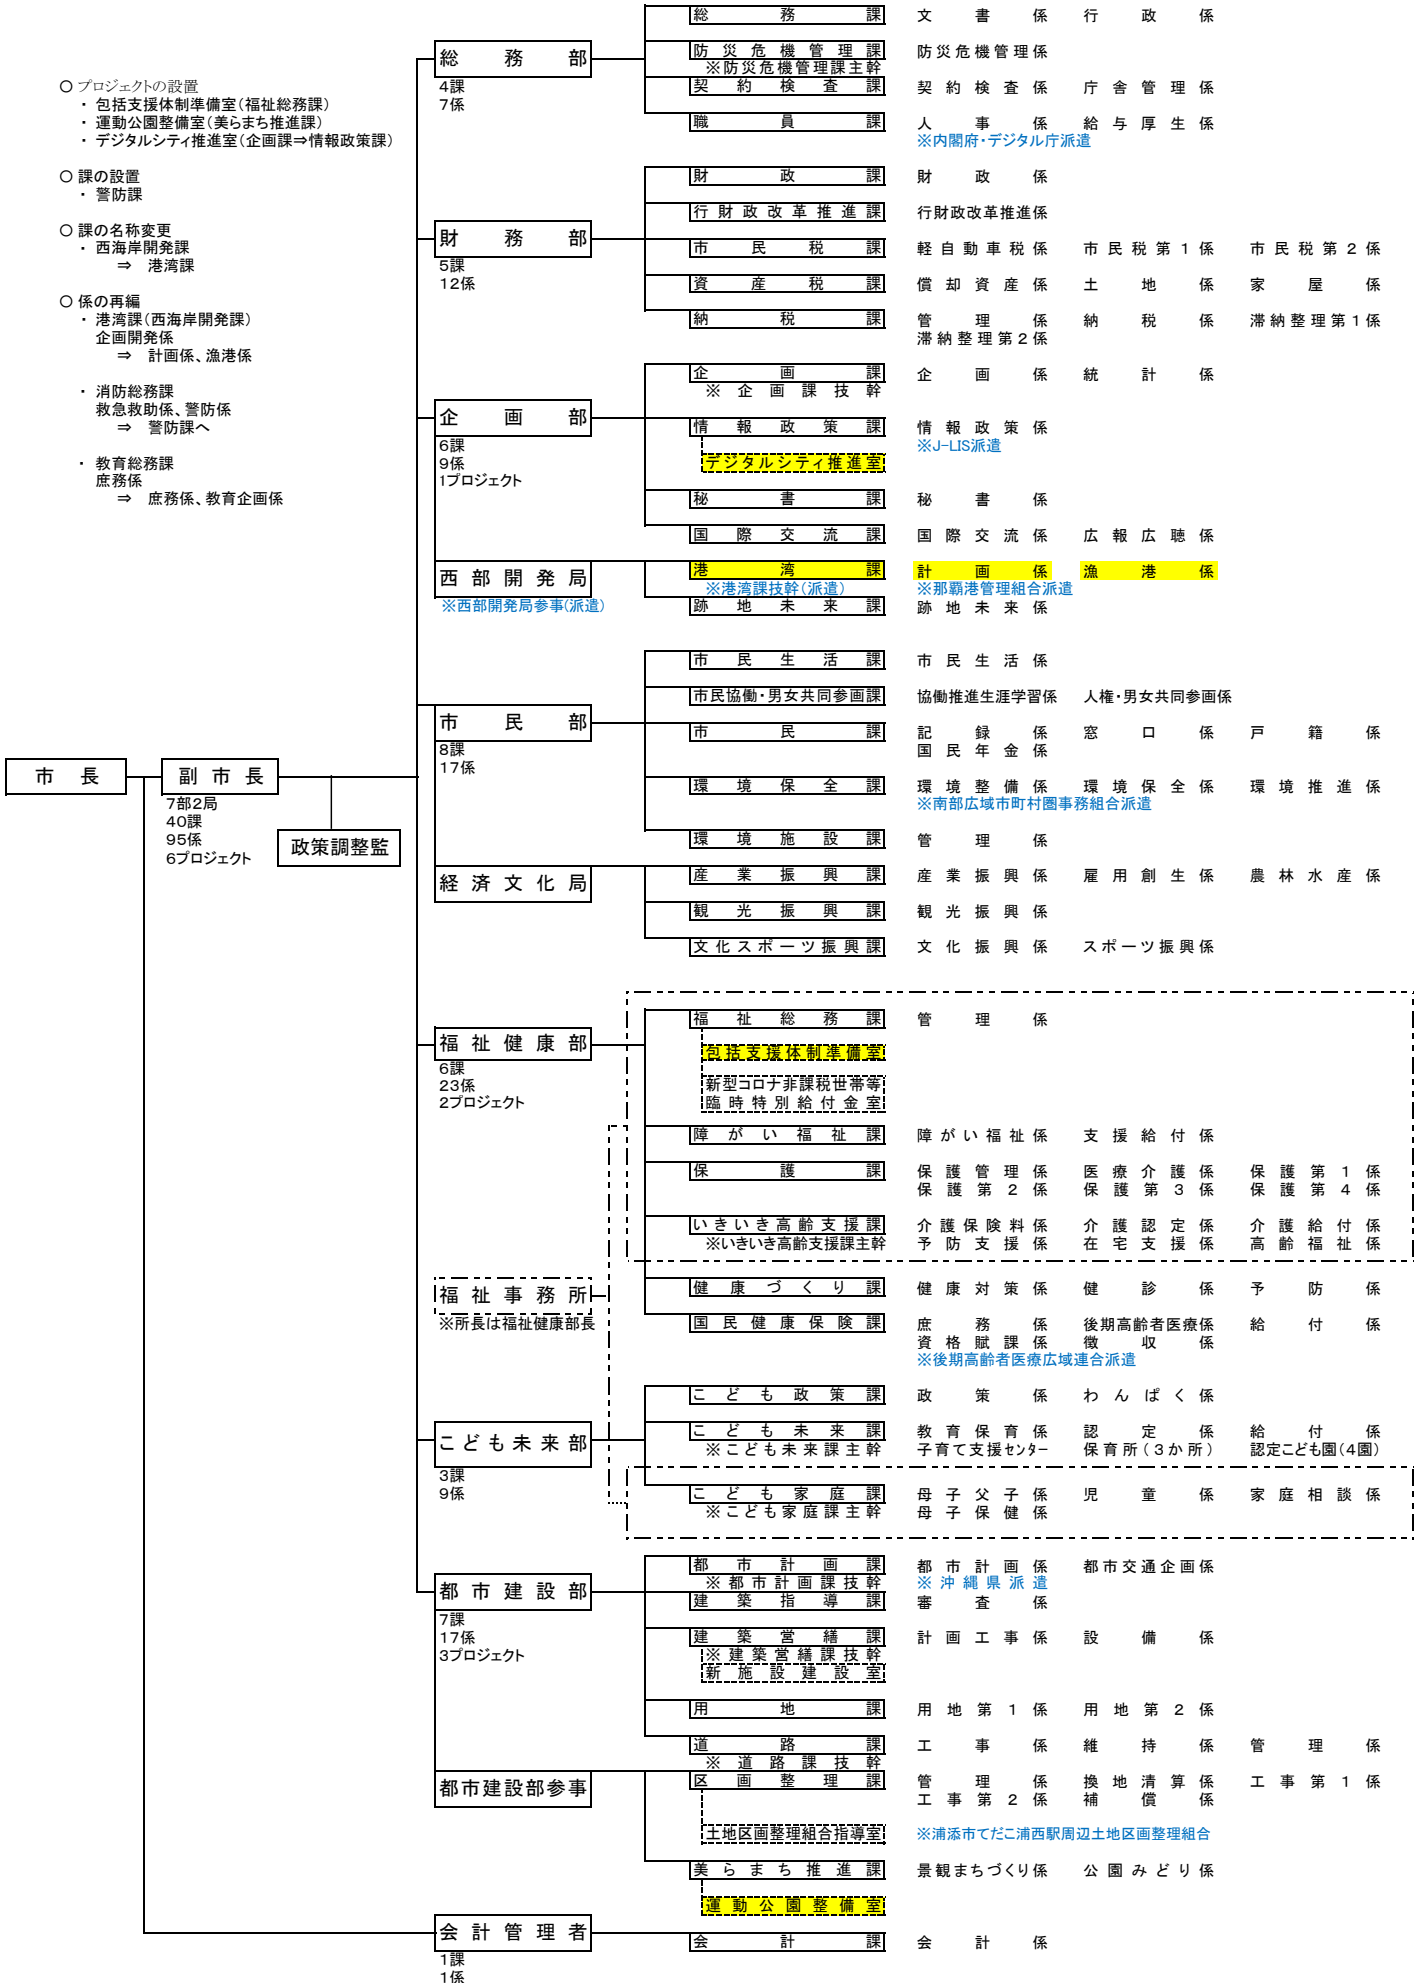 ○ プロジェクトの設置
・ 包括支援体制準備室(福祉総務課)
・ 運動公園整備室(美らまち推進課)
・ デジタルシティ推進室(企画課⇒情報政策課)
○ 課の設置
・ 警防課
○ 課の名称変更
・ 西海岸開発課
⇒ 港湾課
○ 係の再編
・ 港湾課(西海岸開発課)
企画開発係
⇒ 計画係、漁港係
・ 消防総務課
救急救助係、警防係
⇒ 警防課へ
・ 教育総務課
庶務係
⇒ 庶務係、教育企画係
市長
副市長
7部2局
40課
95係
6プロジェクト
政策調整監
総務部
4課
7係
総務課 文書係 行政係
防災危機管理課 防災危機管理係
※防災危機管理課主幹
契約検査課 契約検査係 庁舎管理係
職員課 人事係 給与厚生係
※内閣府・デジタル庁派遣
財務部
5課
12係
財政課 財政係
行財政改革推進課 行財政改革推進係
市民税課 軽自動車税係 市民税第1係 市民税第2係
資産税課 償却資産係 土地係 家屋係
納税課 管理係 納税係 滞納整理第1係
滞納整理第2係
企画部
6課
9係
1プロジェクト
企画課 企画係 統計係
※企画課技幹
情報政策課 情報政策係
※J-LIS派遣
デジタルシティ推進室
秘書課 秘書係
国際交流課 国際交流係 広報広聴係
西部開発局
※西部開発局参事(派遣)
港湾課 計画係 漁港係
※港湾課技幹(派遣) ※那覇港管理組合派遣
跡地未来課 跡地未来係
市民部
8課
17係
市民生活課 市民生活係
市民協働・男女共同参画課 協働推進生涯学習係 人権・男女共同参画係
市民課 記録係 窓口係 戸籍係
国民年金係
環境保全課 環境整備係 環境保全係 環境推進係
※南部広域市町村圏事務組合派遣
環境施設課 管理係
経済文化局
産業振興課 産業振興係 雇用創生係 農林水産係
観光振興課 観光振興係
文化スポーツ振興課 文化振興係 スポーツ振興係
福祉健康部
6課
23係
2プロジェクト
福祉総務課 管理係
包括支援体制準備室
新型コロナ非課税世帯等
臨時特別給付金室
障がい福祉課 障がい福祉係 支援給付係
保護課 保護管理係 医療介護係 保護第1係
保護第2係 保護第3係 保護第4係
いきいき高齢支援課 介護保険料係 介護認定係 介護給付係
※いきいき高齢支援課主幹 予防支援係 在宅支援係 高齢福祉係
福祉事務所
※所長は福祉健康部長
健康づくり課 健康対策係 健診係 予防係
国民健康保険課 庶務係 後期高齢者医療係 給付係
資格賦課係 徴収係
※後期高齢者医療広域連合派遣
こども未来部
3課
9係
こども政策課 政策係 わんぱく係
こども未来課 教育保育係 認定係 給付係
※こども未来課主幹 子育て支援センター 保育所(3か所) 認定こども園(4園)
こども家庭課 母子父子係 児童係 家庭相談係
※こども家庭課主幹 母子保健係
都市建設部
7課
17係
3プロジェクト
都市計画課 都市計画係 都市交通企画係
※都市計画課技幹 ※沖縄県派遣
建築指導課 審査係
建築営繕課 計画工事係 設備係
※建築営繕課技幹
新施設建設室
用地課 用地第1係 用地第2係
道路課 工事係 維持係 管理係
※道路課技幹
都市建設部参事
区画整理課 管理係 換地清算係 工事第1係
工事第2係 補償係
土地区画整理組合指導室 ※浦添市てだこ浦西駅周辺土地区画整理組合
美らまち推進課 景観まちづくり係 公園みどり係
運動公園整備室
会計管理者
1課
1係
会計課 会計係